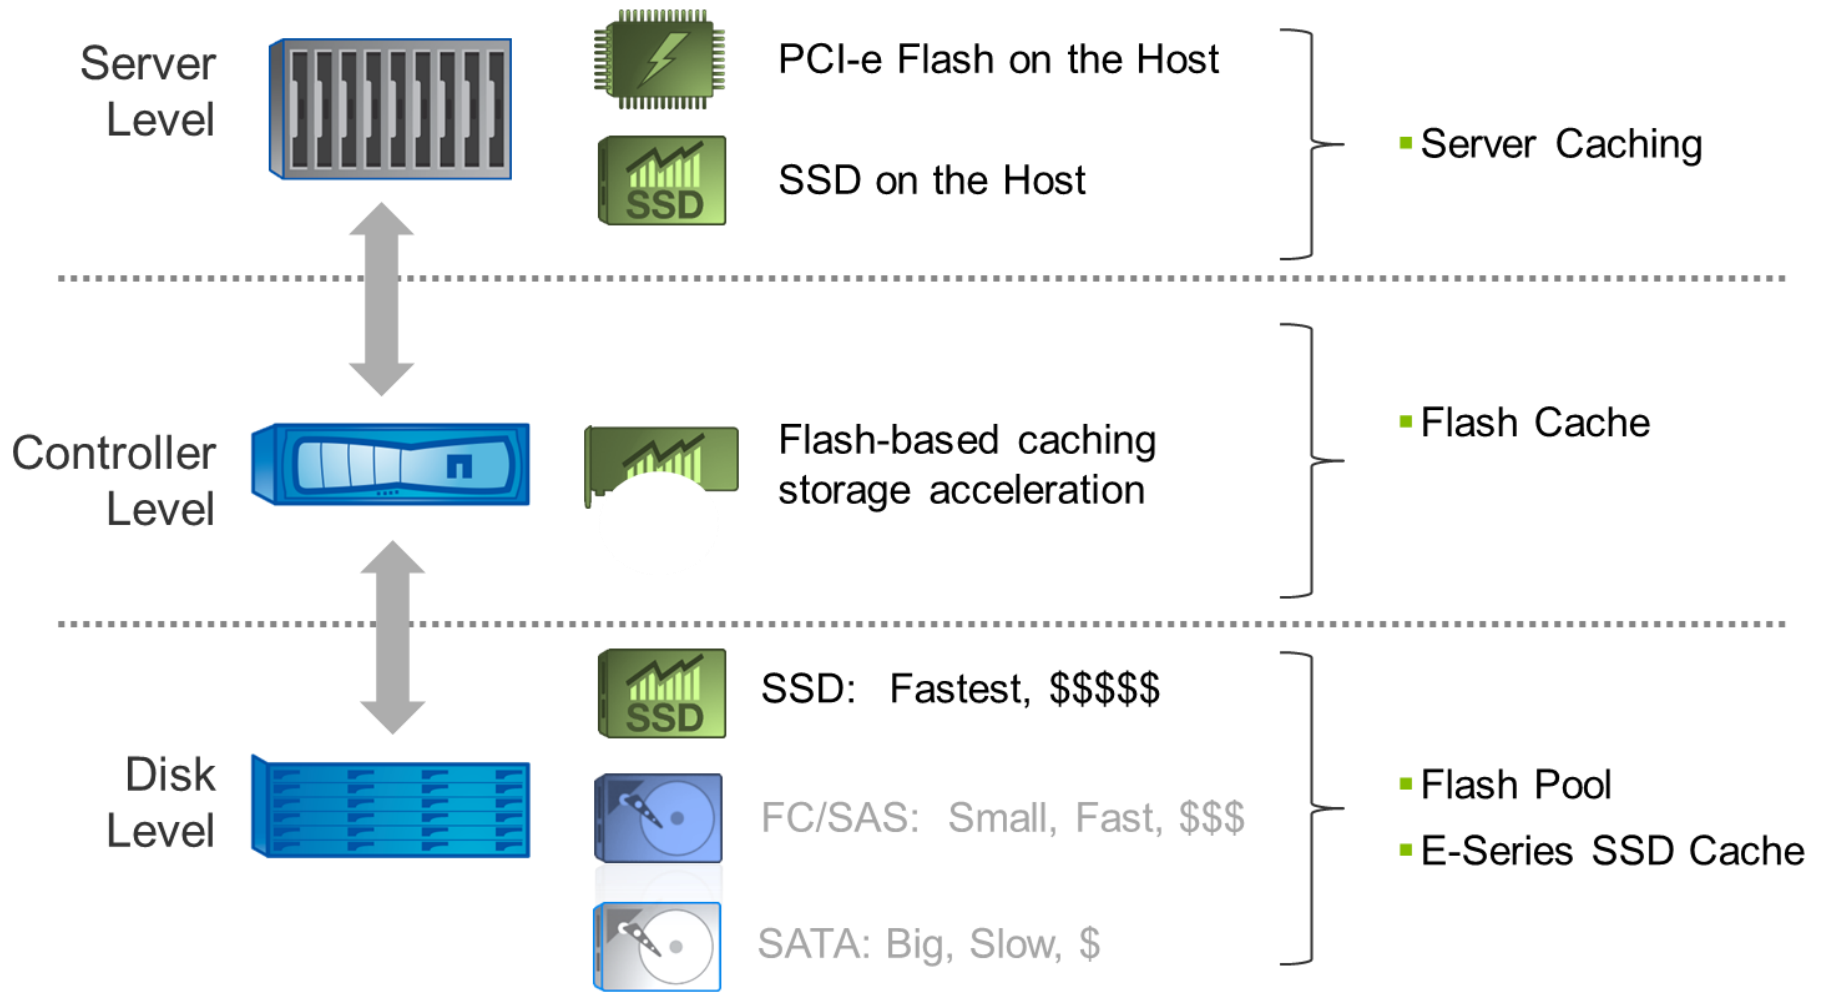 Server
Level
PCI-e Flash on the Host
SSD
SSD on the Host
Server Caching
Controller
Level
Flash-based caching
storage acceleration
Flash Cache
Disk
Level
SSD
SSD: Fastest, $$$$$
FC/SAS: Small, Fast, $$$
SATA: Big, Slow, $
Flash Pool
E-Series SSD Cache